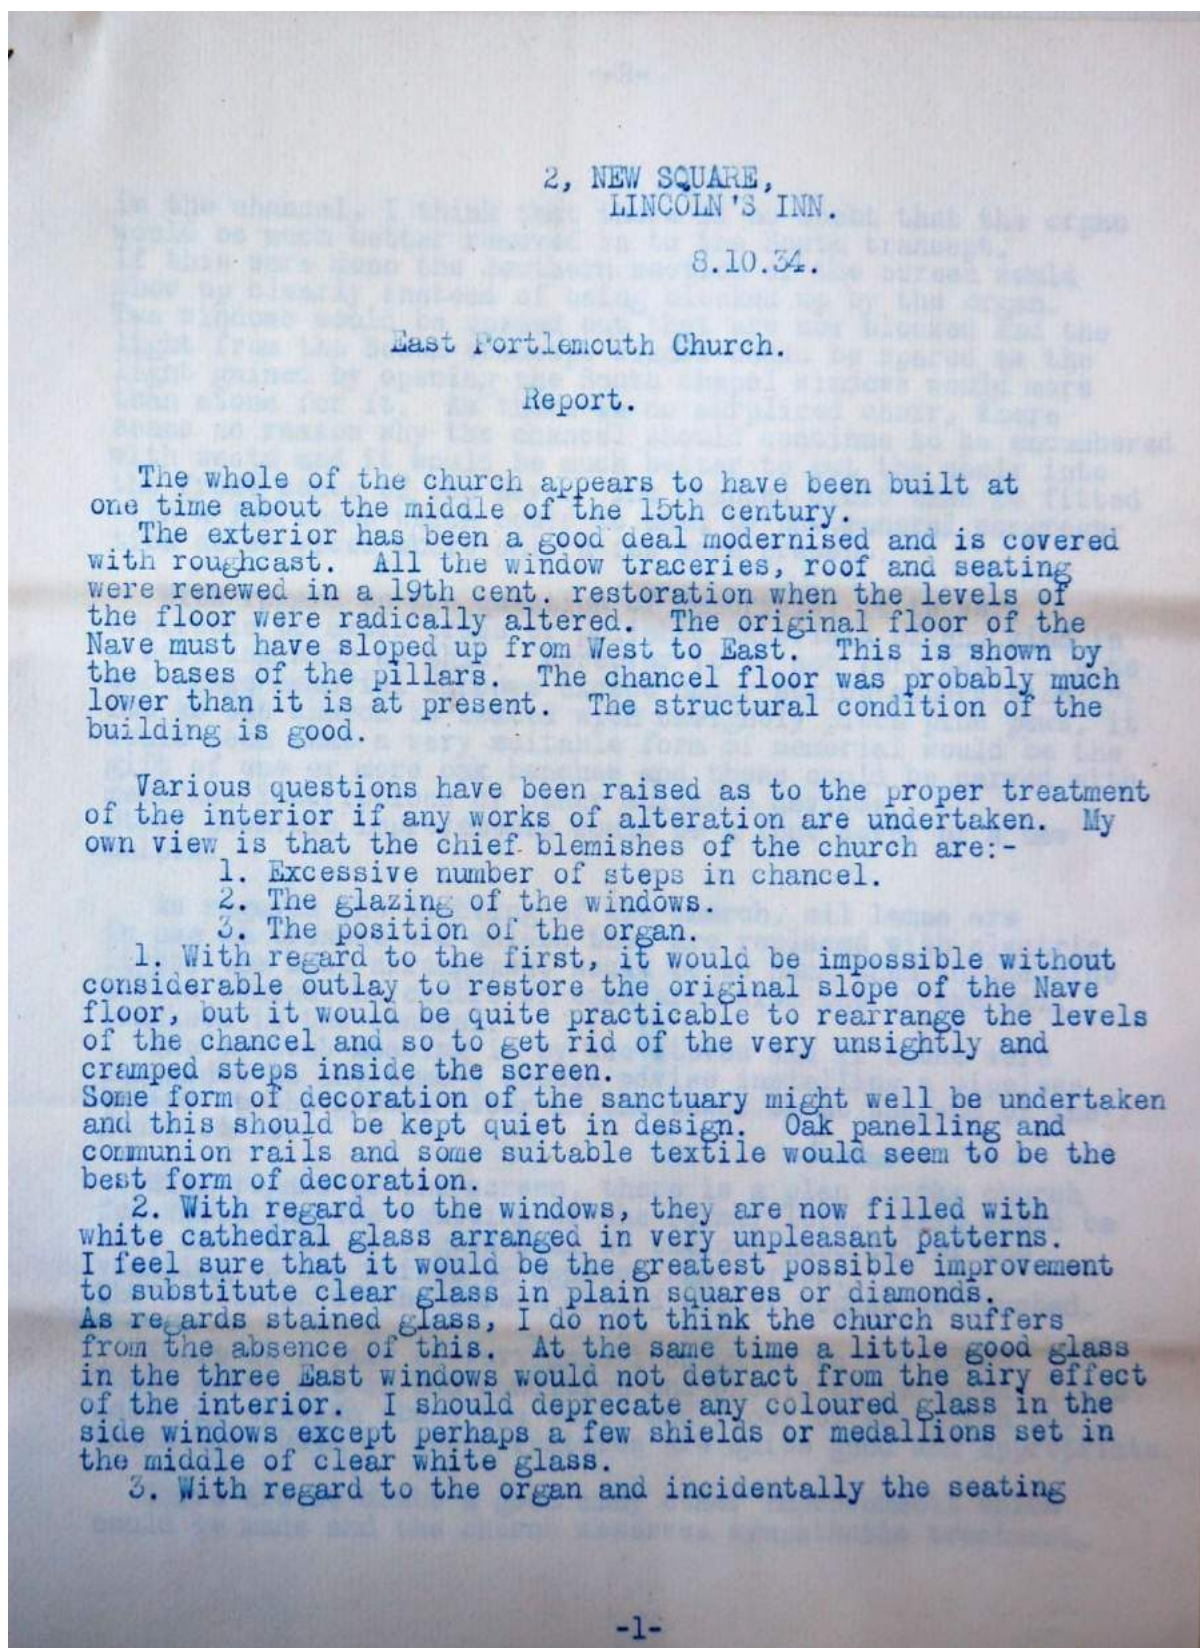 2, NEW SQUARE,
LINCOLN'S INN.
8.10.34.
East Portlemouth Church.
Report.
The whole of the church appears to have been built at
one time about the middle of the 15th century.
The exterior has been a good deal modernised and is covered
with roughcast. All the window traceries, roof and seating
were renewed in a 19th cent. restoration when the levels of
the floor were radically altered. The original floor of the
Nave must have sloped up from West to East. This is shown by
the bases of the pillars. The chancel floor was probably much
lower than it is at present. The structural condition of the
building is good.
Various questions have been raised as to the proper treatment
of the interior if any works of alteration are undertaken. My
own view is that the chief blemishes of the church are:-
1. Excessive number of steps in chancel.
2. The glazing of the windows.
3. The position of the organ.
1. With regard to the first, it would be impossible without
considerable outlay to restore the original slope of the Nave
floor, but it would be quite practicable to rearrange the levels
of the chancel and so to get rid of the very unsightly and
cramped steps inside the screen.
Some form of decoration of the sanctuary might well be undertaken
and this should be kept quiet in design. Oak panelling and
communion rails and some suitable textile would seem to be the
best form of decoration.
2. With regard to the windows, they are now filled with
white cathedral glass arranged in very unpleasant patterns.
I feel sure that it would be the greatest possible improvement
to substitute clear glass in plain squares or diamonds.
As regards stained glass, I do not think the church suffers
from the absence of this. At the same time a little good glass
in the three East windows would not detract from the airy effect
of the interior. I should deprecate any coloured glass in the
side windows except perhaps a few shields or medallions set in
the middle of clear white glass.
3. With regard to the organ and incidentally the seating
-1-